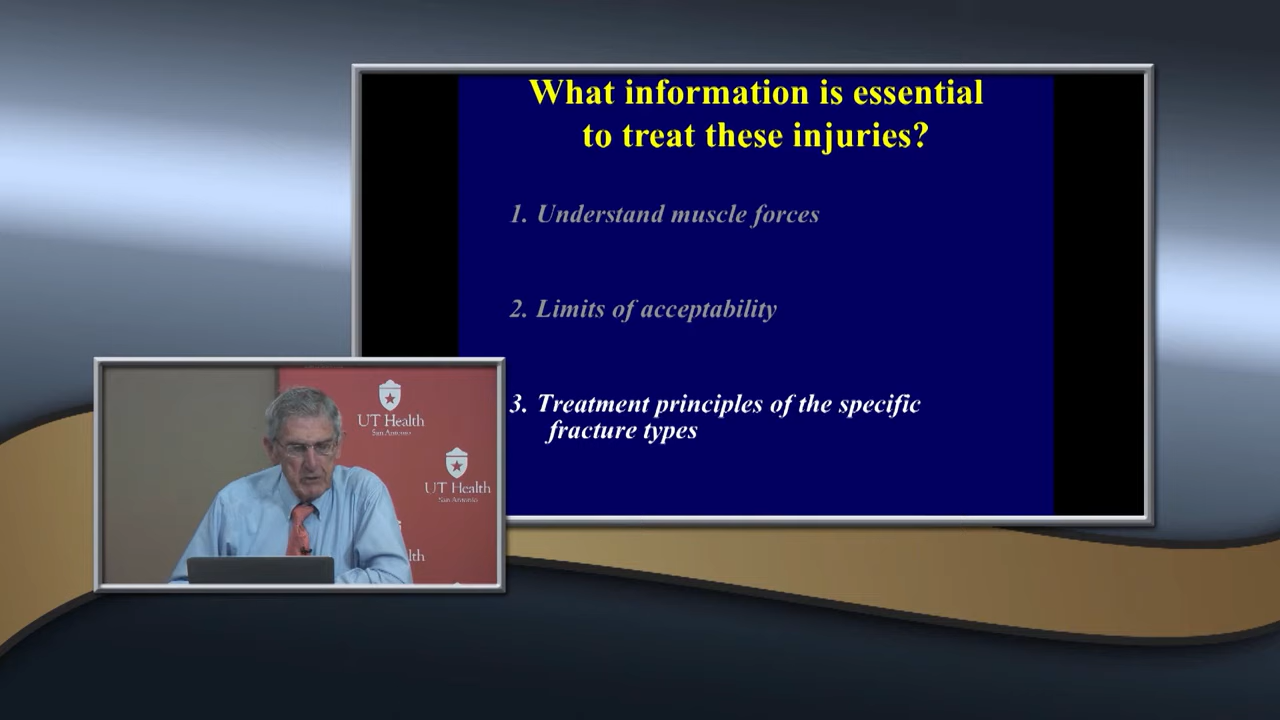 What information is essential
to treat these injuries?
1. Understand muscle forces
2. Limits of acceptability
3. Treatment principles of the specific
fracture types
UT Health
San Antonio
UT Health
San Antonio
lth